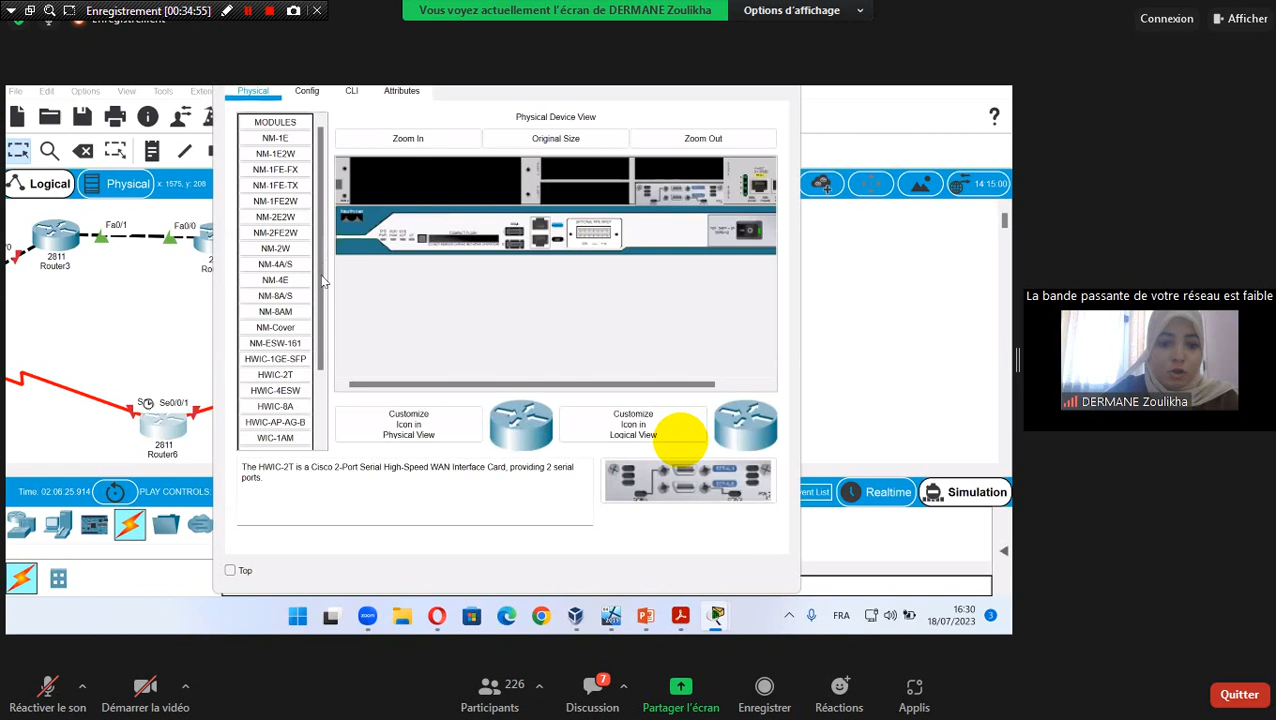 Enregistrement [00:34:55]
Enregistrement
Vous voyez actuellement l'écran de DERMANE Zoulikha
Options d'affichage
Connexion
Afficher
File
Edit
Options
View
Tools
Physical
Config
CLI
Attributes
MODULES
NM-1E
NM-1E2W
NM-1FE-FX
NM-1FE-TX
NM-1FE2W
NM-2E2W
NM-2FE2W
NM-2W
NM-4A/S
NM-4E
NM-8A/S
NM-8AM
NM-Cover
NM-ESW-161
HWIC-1GE-SFP
HWIC-2T
HWIC-4ESW
HWIC-8A
HWIC-AP-AG-B
WIC-1AM
Physical Device View
Zoom In
Original Size
Zoom Out
Customize
Icon in
Physical View
Customize
Icon in
Logical View
The HWIC-2T is a Cisco 2-Port Serial High-Speed WAN Interface Card, providing 2 serial
ports.
Top
Logical
Physical
x: 1575, y: 208
14:15:00
Fa0/1
Fa0/0
2811
Router3
Se0/0/1
2811
Router6
Time: 02:06:25.914
PLAY CONTROLS:
Realtime
Simulation
FRA
16:30
18/07/2023
3
La bande passante de votre réseau est faible
DERMANE Zoulikha
Réactiver le son
Démarrer la vidéo
226
Participants
7
Discussion
Partager l'écran
Enregistrer
Réactions
Applis
Quitter